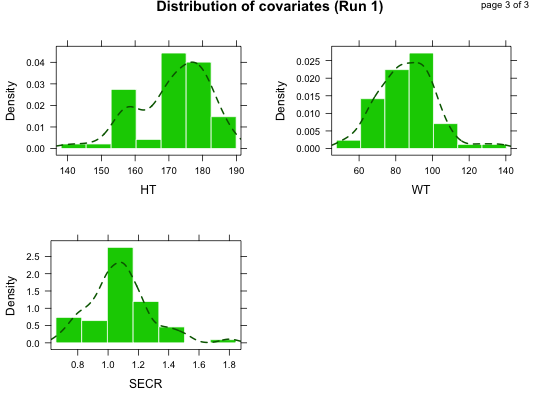 Distribution of covariates (Run 1)
page 3 of 3
Density
0.04
0.03
0.02
0.01
0.00
140 150 160 170 180 190
HT
Density
0.025
0.020
0.015
0.010
0.005
0.000
60 80 100 120 140
WT
Density
2.5
2.0
1.5
1.0
0.5
0.0
0.8 1.0 1.2 1.4 1.6 1.8
SECR